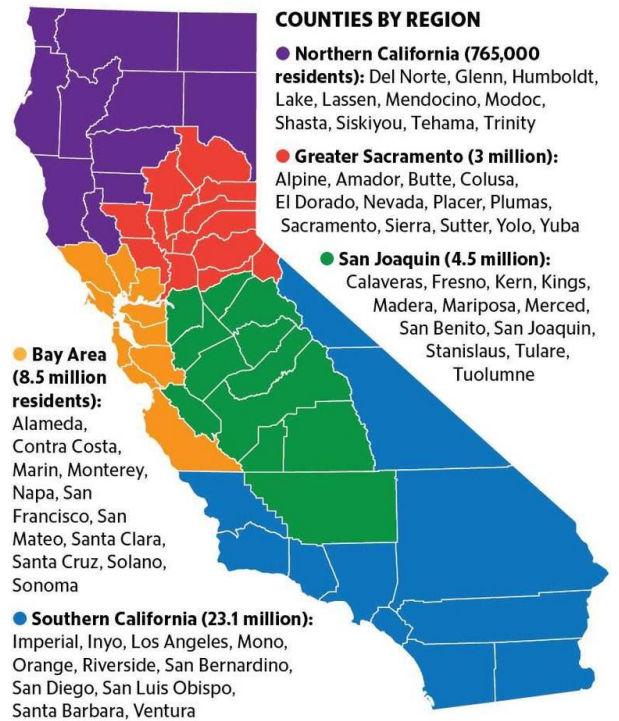 COUNTIES BY REGION
● Northern California (765,000
residents): Del Norte, Glenn, Humboldt,
Lake, Lassen, Mendocino, Modoc,
Shasta, Siskiyou, Tehama, Trinity
● Greater Sacramento (3 million):
Alpine, Amador, Butte, Colusa,
El Dorado, Nevada, Placer, Plumas,
Sacramento, Sierra, Sutter, Yolo, Yuba
● San Joaquin (4.5 million):
Calaveras, Fresno, Kern, Kings,
Madera, Mariposa, Merced,
San Benito, San Joaquin,
Stanislaus, Tulare,
Tuolumne
● Bay Area
(8.5 million
residents):
Alameda,
Contra Costa,
Marin, Monterey,
Napa, San
Francisco, San
Mateo, Santa Clara,
Santa Cruz, Solano,
Sonoma
● Southern California (23.1 million):
Imperial, Inyo, Los Angeles, Mono,
Orange, Riverside, San Bernardino,
San Diego, San Luis Obispo,
Santa Barbara, Ventura